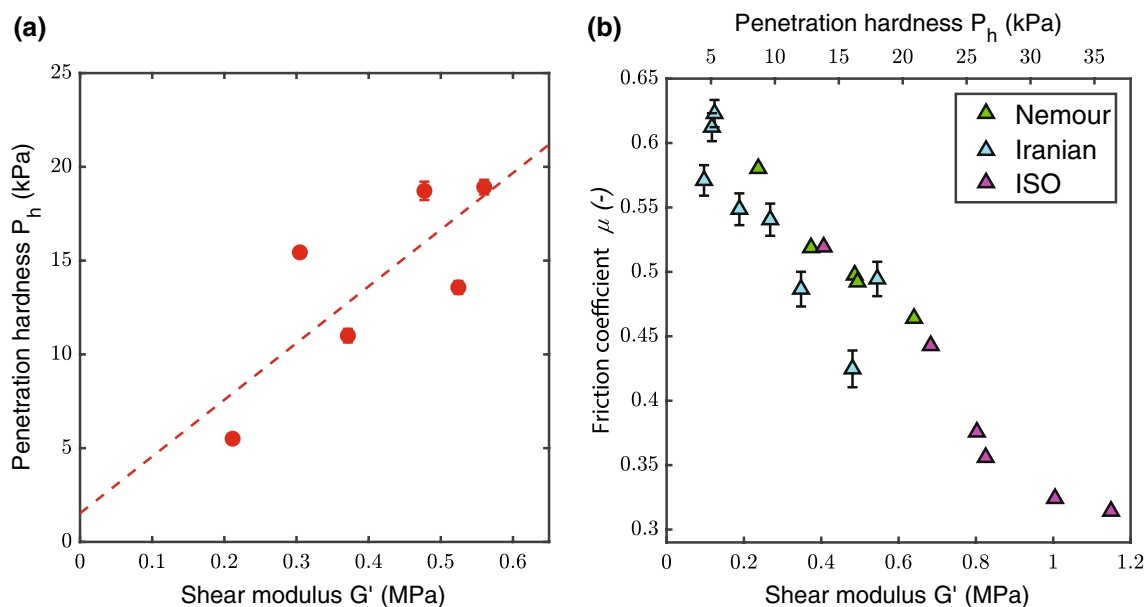 (a)
25
20
15
10
5
0
Penetration hardness P_h (kPa)
0 0.1 0.2 0.3 0.4 0.5 0.6
Shear modulus G' (MPa)
(b)
Penetration hardness P_h (kPa)
5 10 15 20 25 30 35
0.65
0.6
0.55
0.5
0.45
0.4
0.35
0.3
Friction coefficient μ (-)
Nemour
Iranian
ISO
0 0.2 0.4 0.6 0.8 1 1.2
Shear modulus G' (MPa)